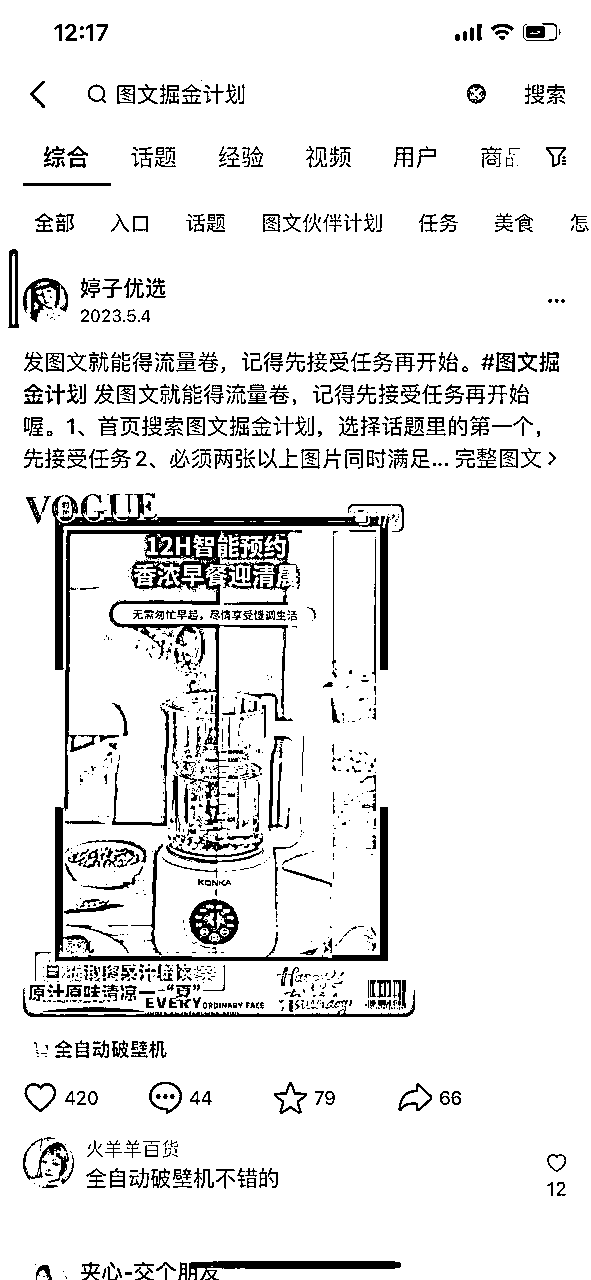 12:17
图文掘金计划 搜索
综合 话题 经验 视频 用户 商品
全部 入口 话题 图文伙伴计划 任务 美食 怎
婷子优选
2023.5.4
发图文就能得流量卷，记得先接受任务再开始。#图文掘
金计划 发图文就能得流量卷，记得先接受任务再开始
喔。1、首页搜索图文掘金计划，选择话题里的第一个，
先接受任务 2、必须两张以上图片同时满足... 完整图文
VOGUE
12H智能预约
香浓早餐迎清晨
无需匆忙早起，尽情享受慢调生活
KONKA
原汁原味清凉一“夏”
EVERY ORDINARY FACE
全自动破壁机
420 44 79 66
火羊羊百货
全自动破壁机不错的
12
夹心-交个朋友